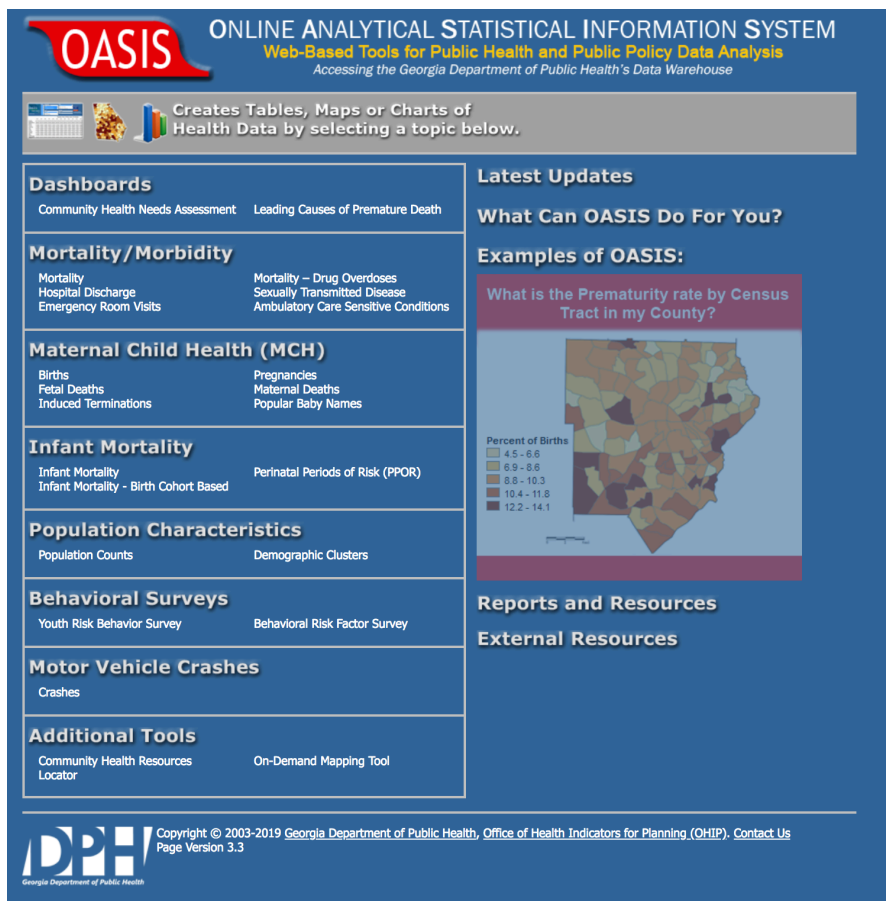 OASIS
ONLINE ANALYTICAL STATISTICAL INFORMATION SYSTEM
Web-Based Tools for Public Health and Public Policy Data Analysis
Accessing the Georgia Department of Public Health's Data Warehouse
Creates Tables, Maps or Charts of
Health Data by selecting a topic below.
Dashboards
Community Health Needs Assessment
Leading Causes of Premature Death
Mortality/Morbidity
Mortality
Hospital Discharge
Emergency Room Visits
Mortality – Drug Overdoses
Sexually Transmitted Disease
Ambulatory Care Sensitive Conditions
Maternal Child Health (MCH)
Births
Fetal Deaths
Induced Terminations
Pregnancies
Maternal Deaths
Popular Baby Names
Infant Mortality
Infant Mortality
Infant Mortality - Birth Cohort Based
Perinatal Periods of Risk (PPOR)
Population Characteristics
Population Counts
Demographic Clusters
Behavioral Surveys
Youth Risk Behavior Survey
Behavioral Risk Factor Survey
Motor Vehicle Crashes
Crashes
Additional Tools
Community Health Resources
Locator
On-Demand Mapping Tool
Latest Updates
What Can OASIS Do For You?
Examples of OASIS:
What is the Prematurity rate by Census
Tract in my County?
Percent of Births
4.5 - 6.6
6.9 - 8.6
8.8 - 10.3
10.4 - 11.8
12.2 - 14.1
Reports and Resources
External Resources
DPH
Georgia Department of Public Health
Copyright © 2003-2019 Georgia Department of Public Health, Office of Health Indicators for Planning (OHIP). Contact Us
Page Version 3.3